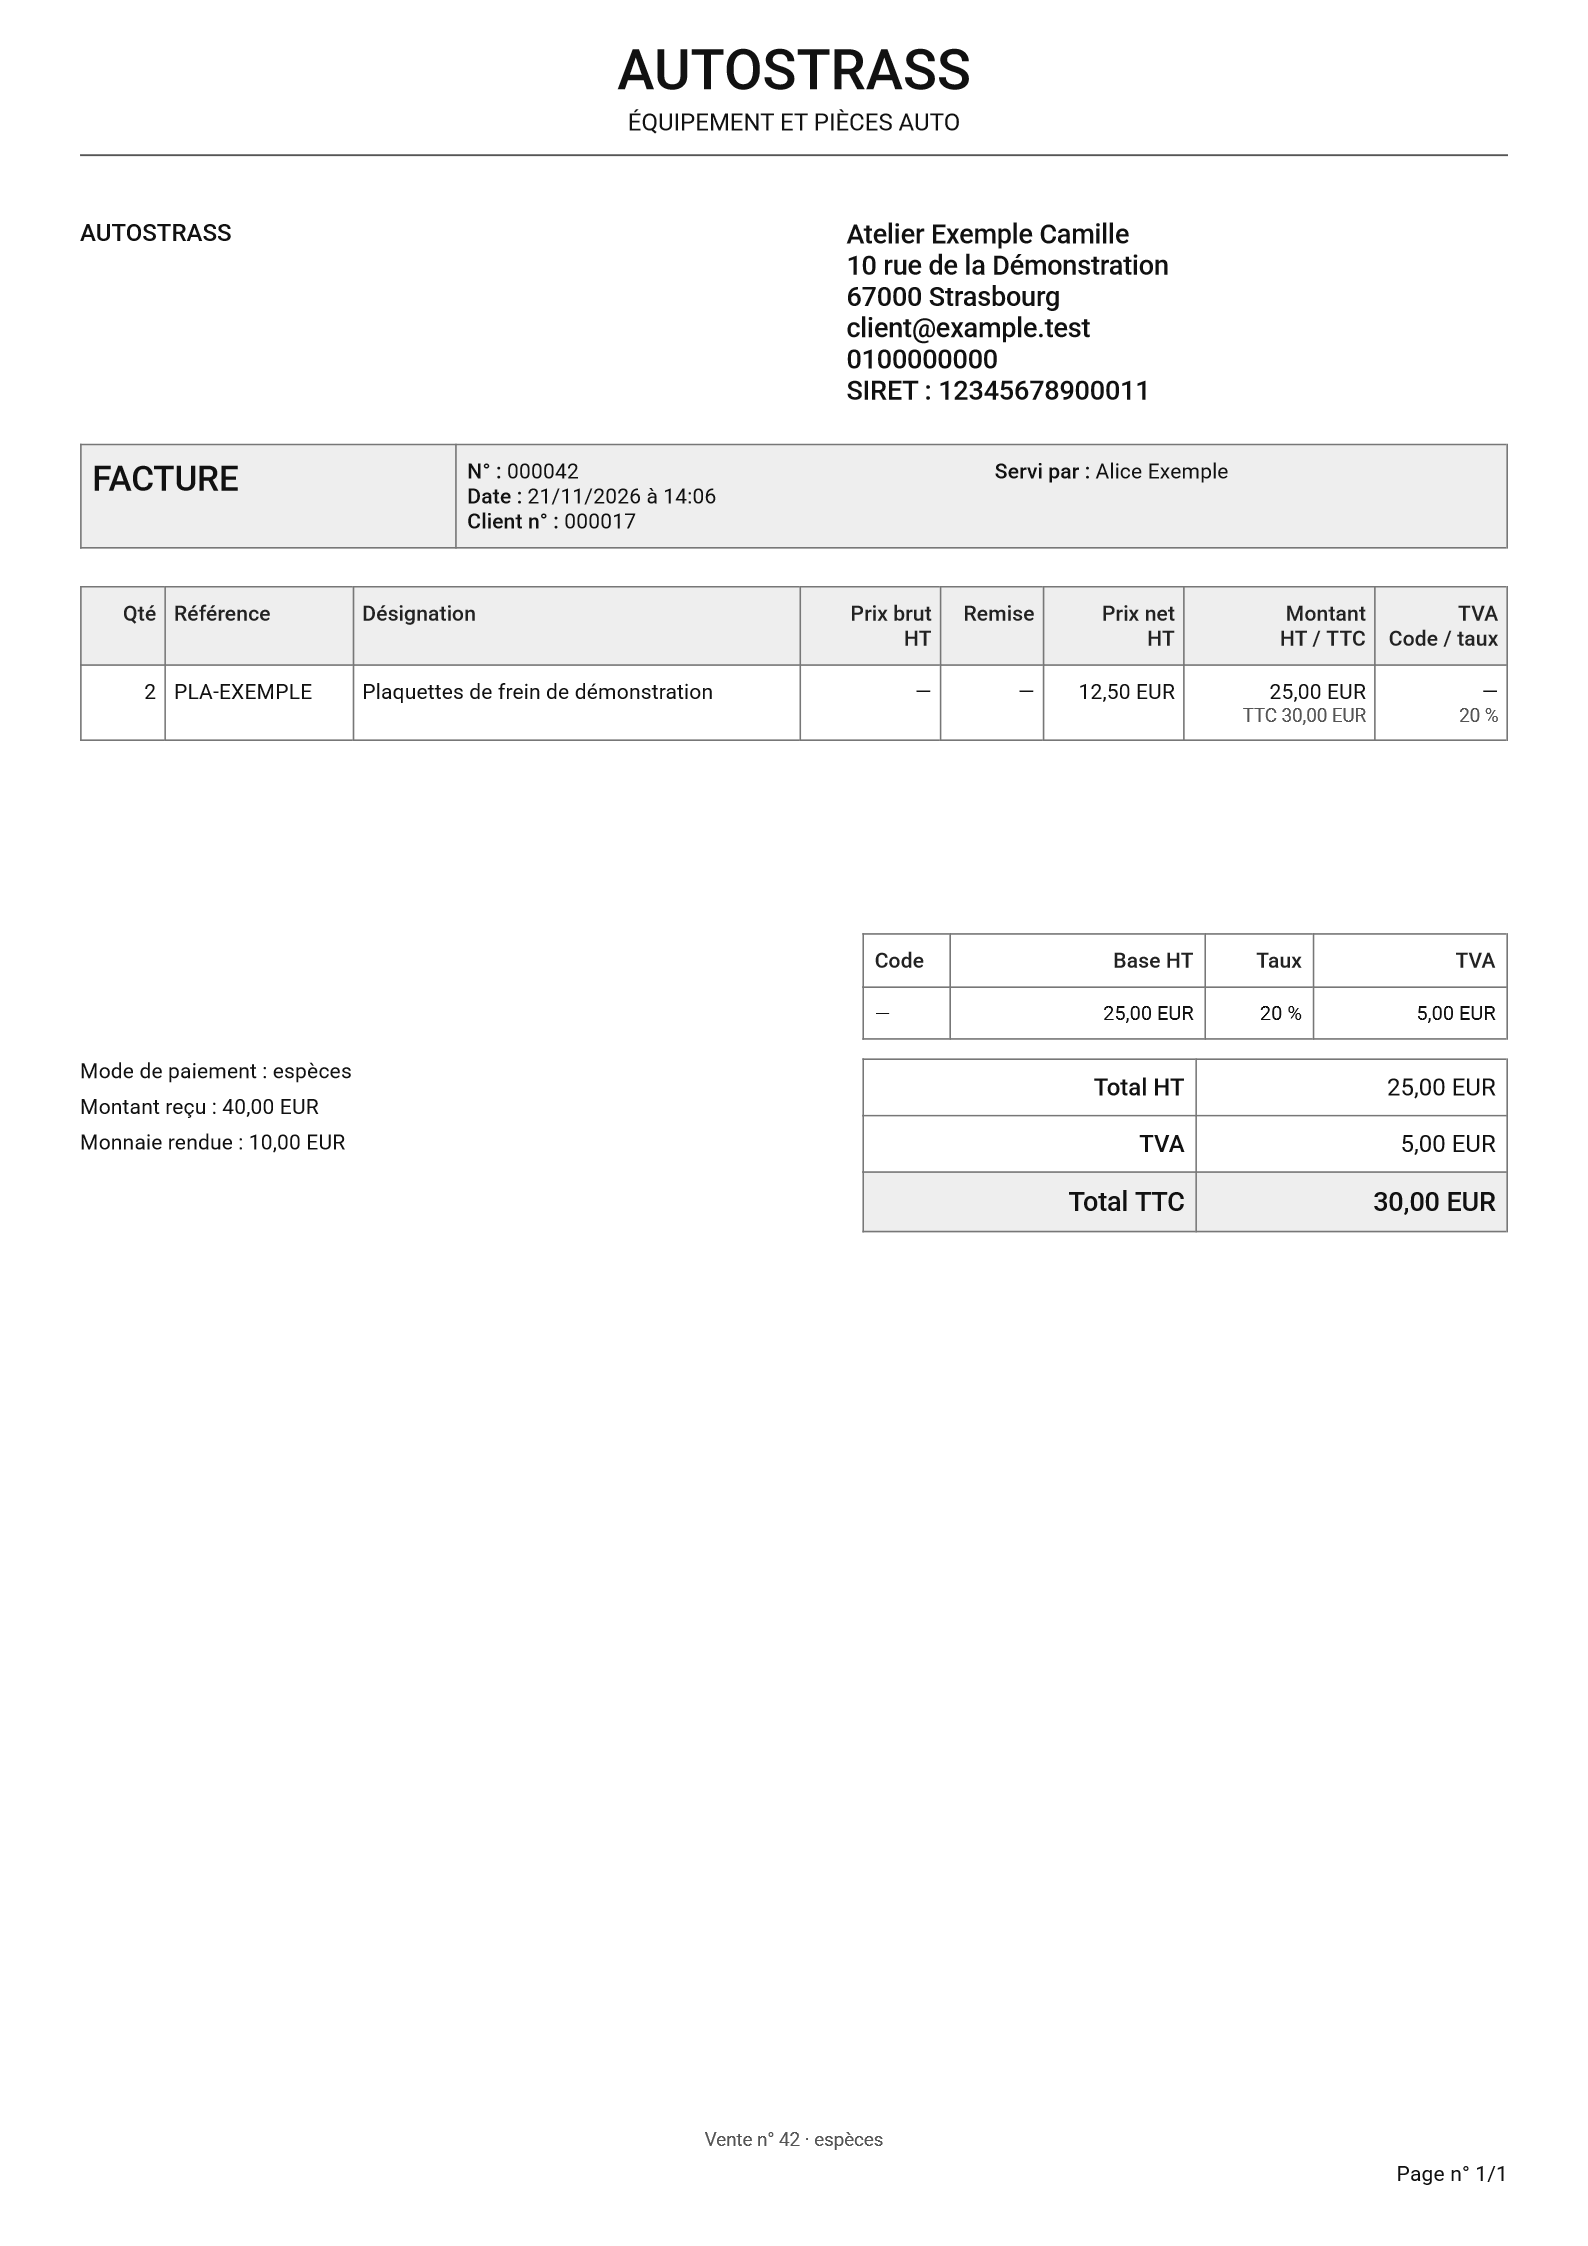 AUTOSTRASS
ÉQUIPEMENT ET PIÈCES AUTO
AUTOSTRASS
Atelier Exemple Camille
10 rue de la Démonstration
67000 Strasbourg
client@example.test
0100000000
SIRET : 12345678900011
FACTURE
N° : 000042
Date : 21/11/2026 à 14:06
Client n° : 000017
Servi par : Alice Exemple
Qté Référence Désignation Prix brut HT Remise Prix net HT Montant HT / TTC TVA Code / taux
2 PLA-EXEMPLE Plaquettes de frein de démonstration — — 12,50 EUR 25,00 EUR —
TTC 30,00 EUR 20 %
Code Base HT Taux TVA
— 25,00 EUR 20 % 5,00 EUR
Mode de paiement : espèces
Montant reçu : 40,00 EUR
Monnaie rendue : 10,00 EUR
Total HT 25,00 EUR
TVA 5,00 EUR
Total TTC 30,00 EUR
Vente n° 42 · espèces
Page n° 1/1